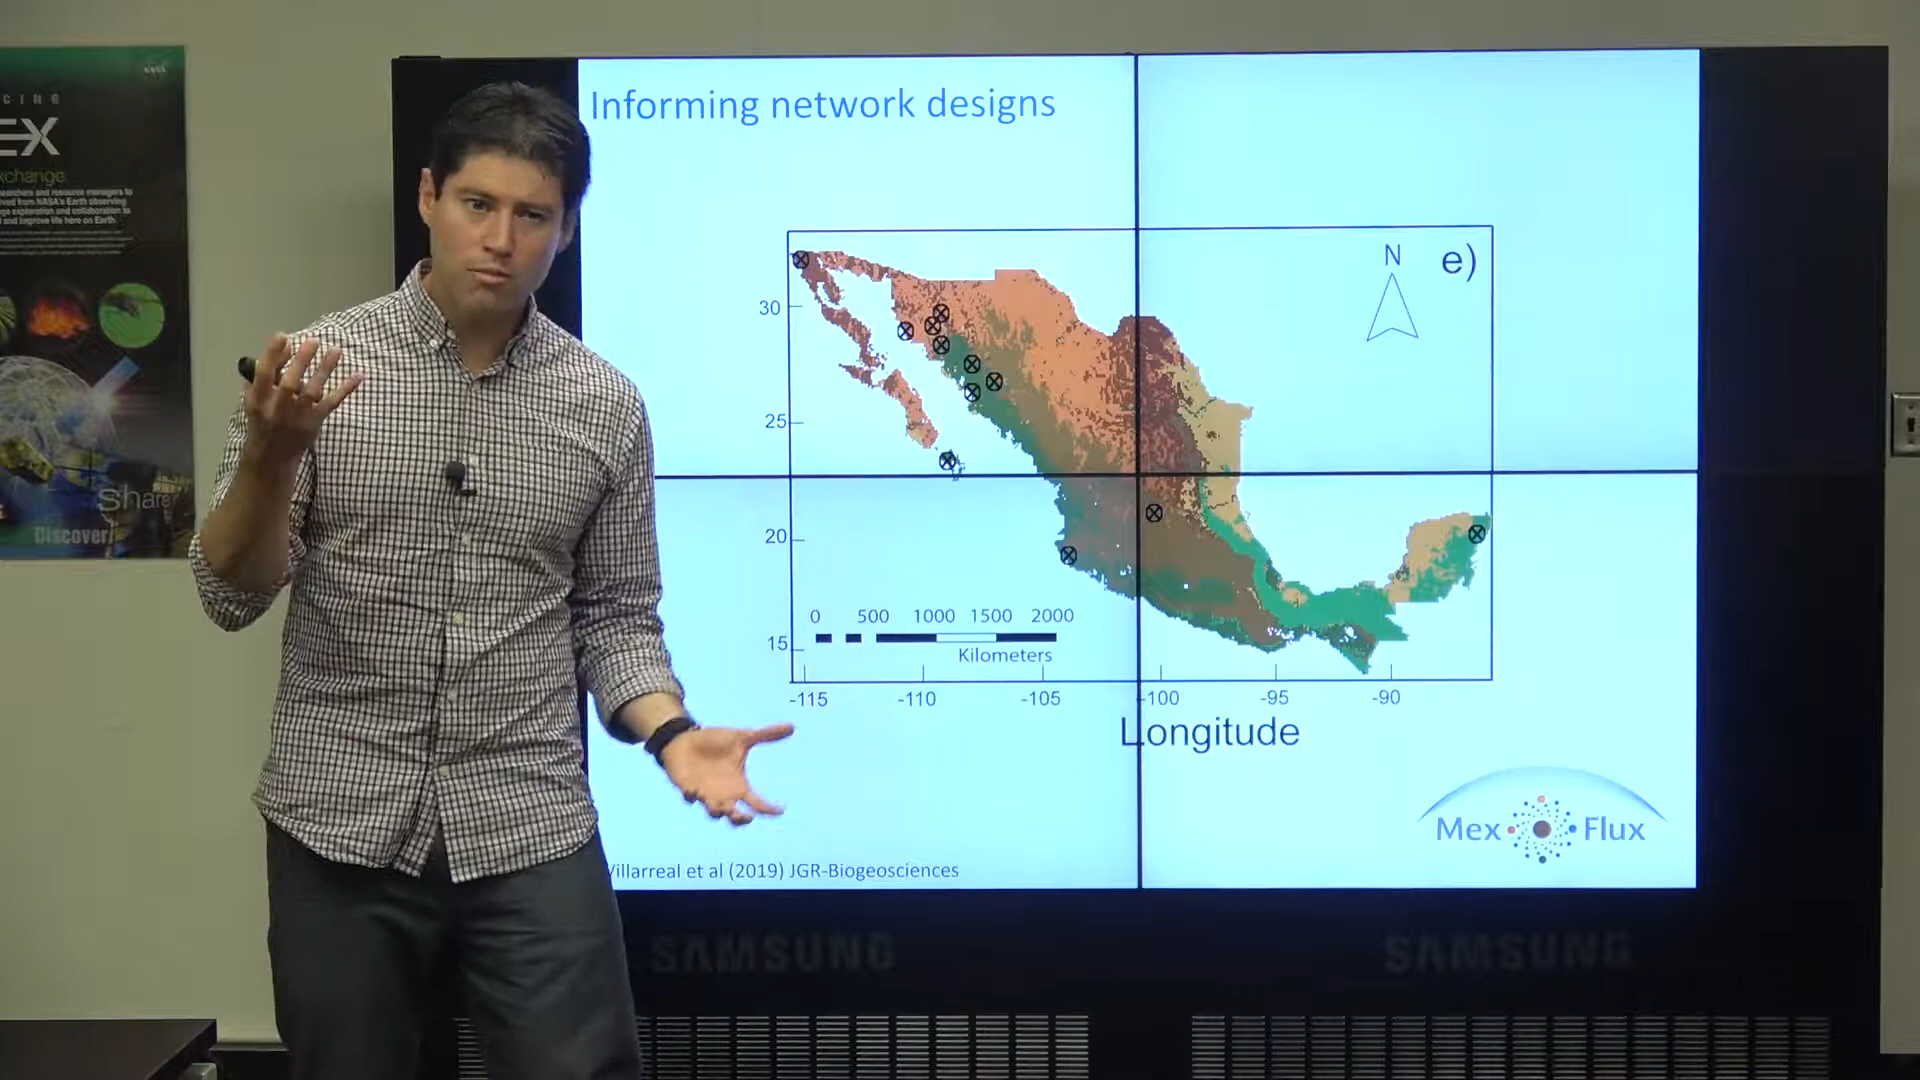 EX
xchange
Share
Discover
Informing network designs
N
e)
30
25
20
15
0 500 1000 1500 2000
Kilometers
-115 -110 -105 -100 -95 -90
Longitude
Mex Flux
Villarreal et al (2019) JGR-Biogeosciences
SAMSUNG SAMSUNG